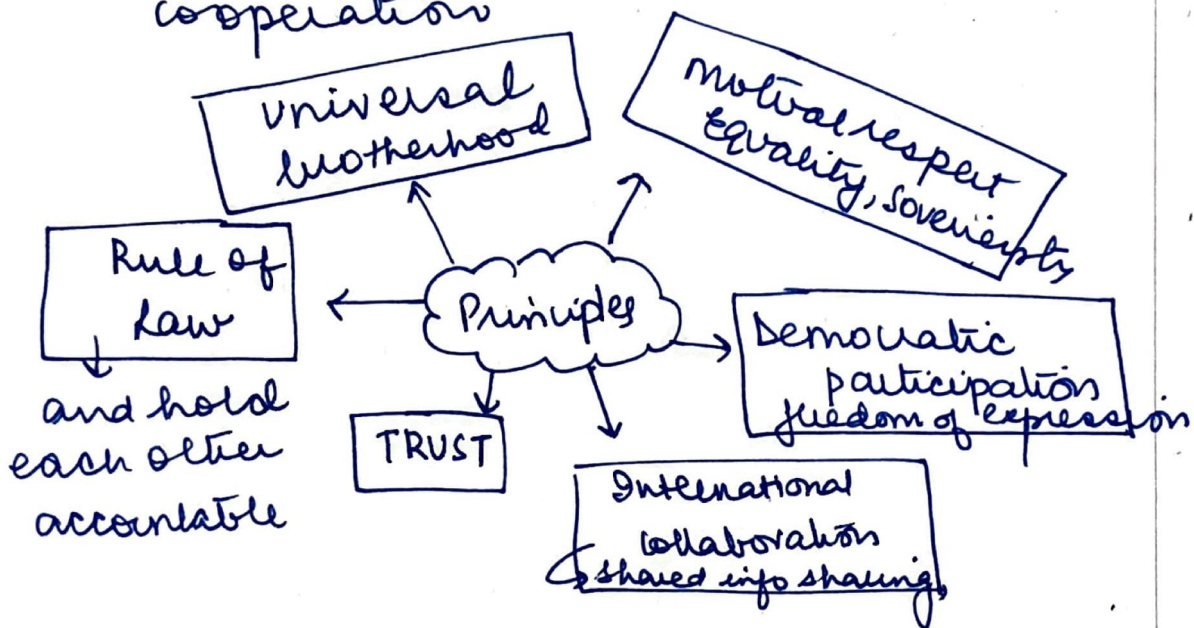 cooperation
universal
brotherhood
mutual respect
Equality, soveriengty
Rule of
Law
and hold
each other
accountable
Principles
Democratic
participation
freedom of expression
TRUST
International
collaboration
shared info sharing,